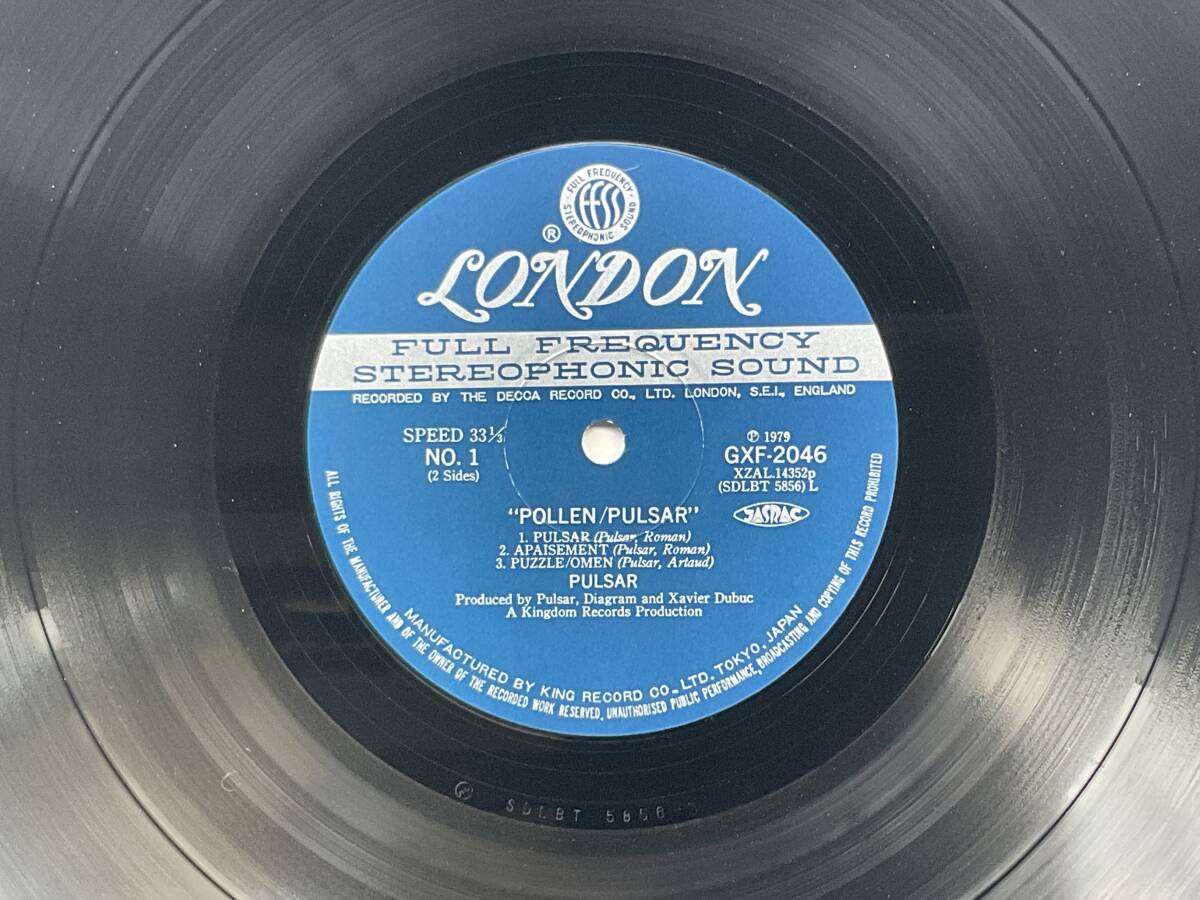 FULL FREQUENCY
FFSS
STEREOPHONIC SOUND
®
LONDON
FULL FREQUENCY
STEREOPHONIC SOUND
RECORDED BY THE DECCA RECORD CO., LTD. LONDON, S.E.I., ENGLAND
SPEED 33⅓
NO. 1
(2 Sides)
℗ 1979
GXF-2046
XZAL.14352p
(SDLBT 5856) L
JASRAC
"POLLEN/PULSAR"
1. PULSAR (Pulsar, Roman)
2. APAISEMENT (Pulsar, Roman)
3. PUZZLE/OMEN (Pulsar, Artaud)
PULSAR
Produced by Pulsar, Diagram and Xavier Dubuc
A Kingdom Records Production
MANUFACTURED BY KING RECORD CO., LTD. TOKYO, JAPAN
ALL RIGHTS OF THE MANUFACTURER AND OF THE OWNER OF THE RECORDED WORK RESERVED. UNAUTHORISED PUBLIC PERFORMANCE, BROADCASTING AND COPYING OF THIS RECORD PROHIBITED
SDLBT 5856